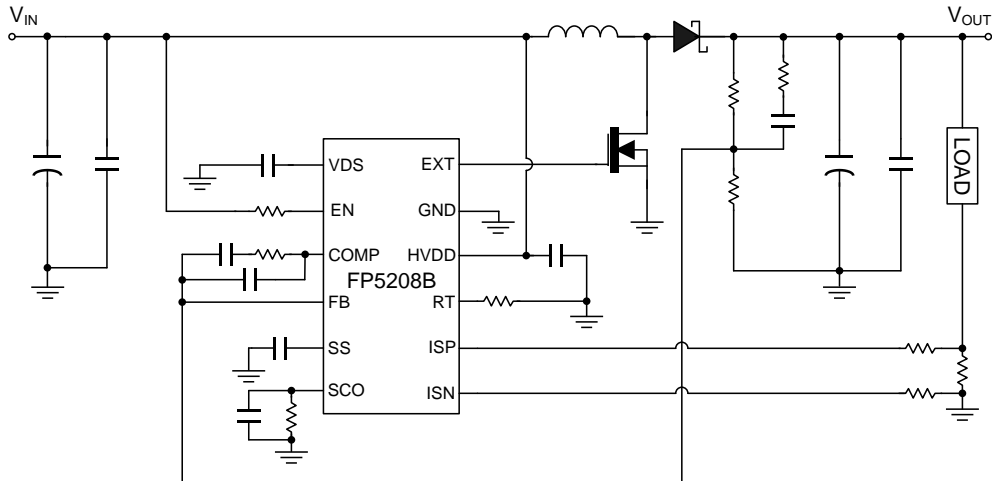 VIN
VOUT
VDS
EXT
EN
GND
COMP
HVDD
FP5208B
FB
RT
SS
ISP
SCO
ISN
LOAD